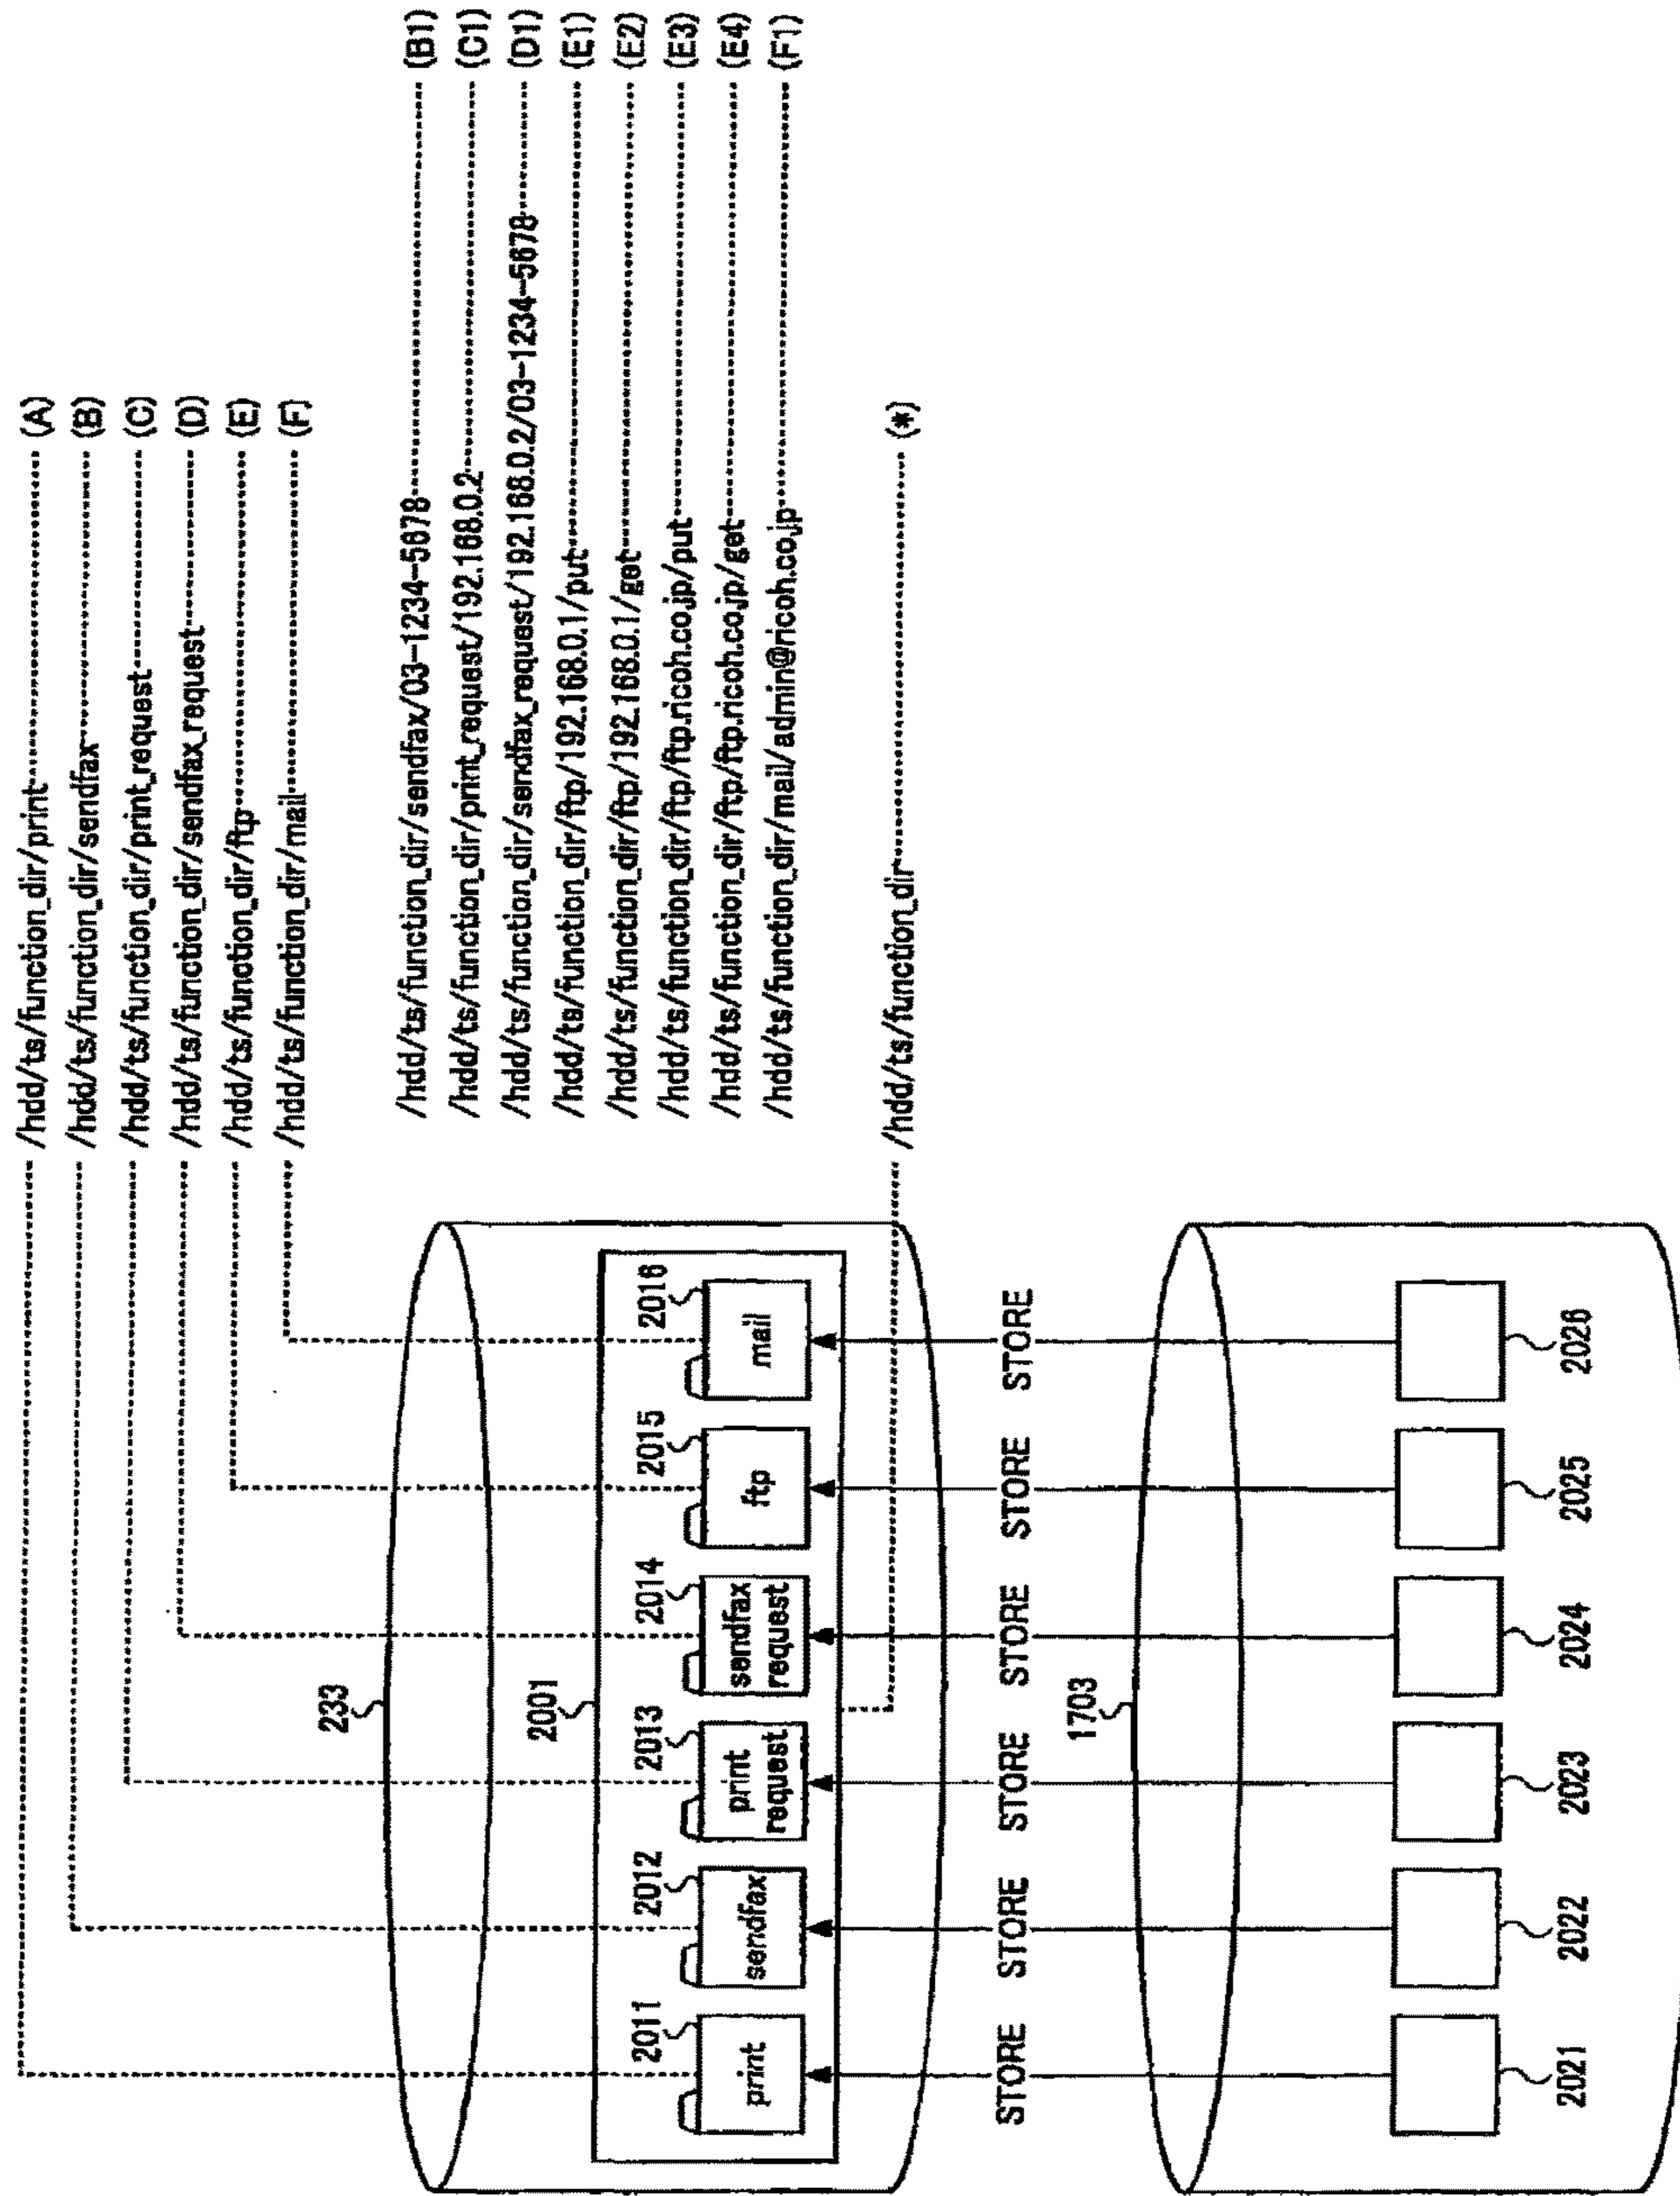 /hdd/ts/function_dir/print (A)
/hdd/ts/function_dir/sendfax (B)
/hdd/ts/function_dir/print_request (C)
/hdd/ts/function_dir/sendfax_request (D)
/hdd/ts/function_dir/ftp (E)
/hdd/ts/function_dir/mail (F)
/hdd/ts/function_dir/sendfax/03-1234-5678 (B1)
/hdd/ts/function_dir/print_request/192.168.0.2 (C1)
/hdd/ts/function_dir/sendfax_request/192.168.0.2/03-1234-5678 (D1)
/hdd/ts/function_dir/ftp/192.168.0.1/put (E1)
/hdd/ts/function_dir/ftp/192.168.0.1/get (E2)
/hdd/ts/function_dir/ftp/ftp.ricoh.co.jp/put (E3)
/hdd/ts/function_dir/ftp/ftp.ricoh.co.jp/get (E4)
/hdd/ts/function_dir/mail/admin@ricoh.co.jp (F1)
/hdd/ts/function_dir (*)
233
2001
2011 2012 2013 2014 2015 2016
print sendfax print request sendfax request ftp mail
STORE STORE STORE STORE STORE STORE
1703
2021 2022 2023 2024 2025 2026